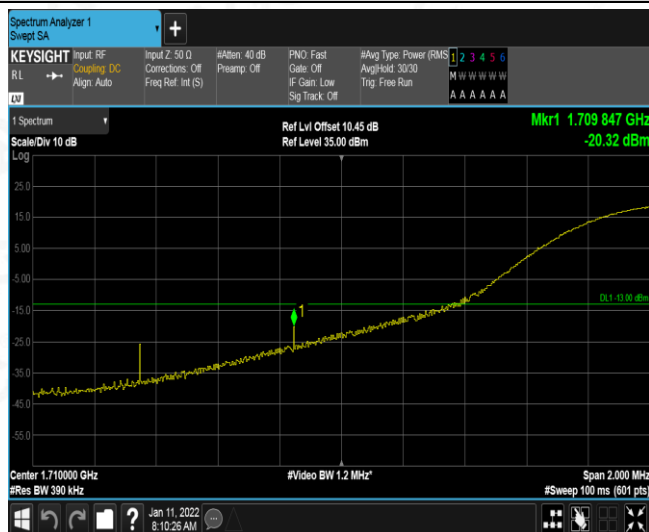 Spectrum Analyzer 1
Swept SA
KEYSIGHT
RL
LXI
Input: RF
Coupling: DC
Align: Auto
Input Z: 50 Ω
Corrections: Off
Freq Ref: Int (S)
#Atten: 40 dB
Preamp: Off
PNO: Fast
Gate: Off
IF Gain: Low
Sig Track: Off
#Avg Type: Power (RMS
Avg|Hold: 30/30
Trig: Free Run
1 2 3 4 5 6
M W W W W W
A A A A A A
1 Spectrum
Scale/Div 10 dB
Log
Ref Lvl Offset 10.45 dB
Ref Level 35.00 dBm
Mkr1 1.709 847 GHz
-20.32 dBm
25.0
15.0
5.00
-5.00
-15.0
-25.0
-35.0
-45.0
-55.0
1
DL1 -13.00 dBm
Center 1.710000 GHz
#Res BW 390 kHz
#Video BW 1.2 MHz*
Span 2.000 MHz
#Sweep 100 ms (601 pts)
Jan 11, 2022
8:10:26 AM